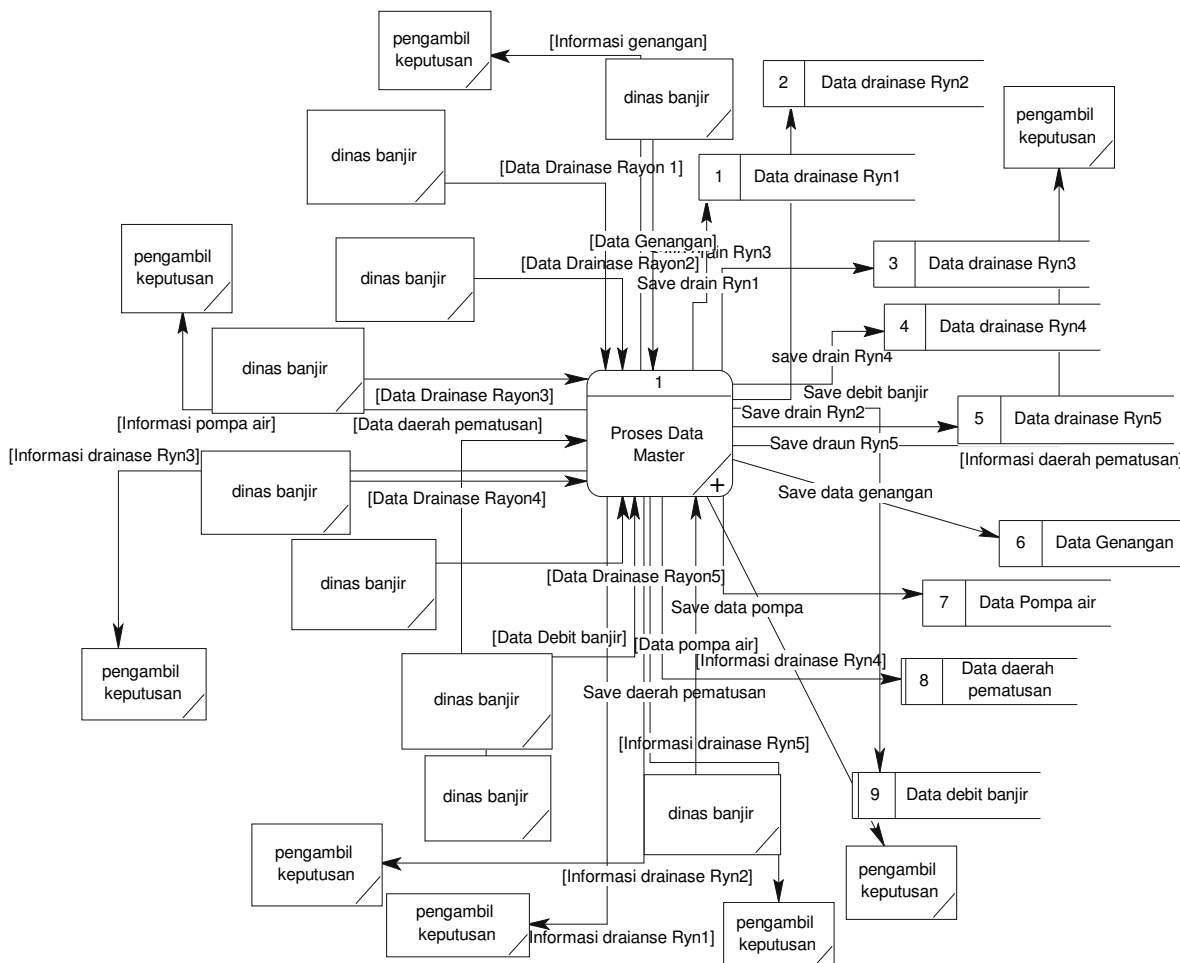 pengambil
keputusan
[Informasi genangan]
dinas banjir
2 Data drainase Ryn2
pengambil
keputusan
dinas banjir
[Data Drainase Rayon 1]
1 Data drainase Ryn1
pengambil
keputusan
dinas banjir
[Data Genangan]
drain Ryn3
[Data Drainase Rayon2]
Save drain Ryn1
3 Data drainase Ryn3
4 Data drainase Ryn4
save drain Ryn4
dinas banjir
1
[Data Drainase Rayon3]
Save debit banjir
[Informasi pompa air]
[Data daerah pematusan]
Save drain Ryn2
5 Data drainase Ryn5
Proses Data
Master
+
Save draun Ryn5
[Informasi drainase Ryn3]
[Informasi daerah pematusan]
dinas banjir
[Data Drainase Rayon4]
Save data genangan
6 Data Genangan
dinas banjir
[Data Drainase Rayon5]
7 Data Pompa air
Save data pompa
[Data Debit banjir]
[Data pompa air]
[Informasi drainase Ryn4]
8 Data daerah
pematusan
pengambil
keputusan
dinas banjir
Save daerah pematusan
[Informasi drainase Ryn5]
dinas banjir
dinas banjir
9 Data debit banjir
pengambil
keputusan
[Informasi drainase Ryn2]
pengambil
keputusan
pengambil
keputusan
Informasi draianse Ryn1]
pengambil
keputusan